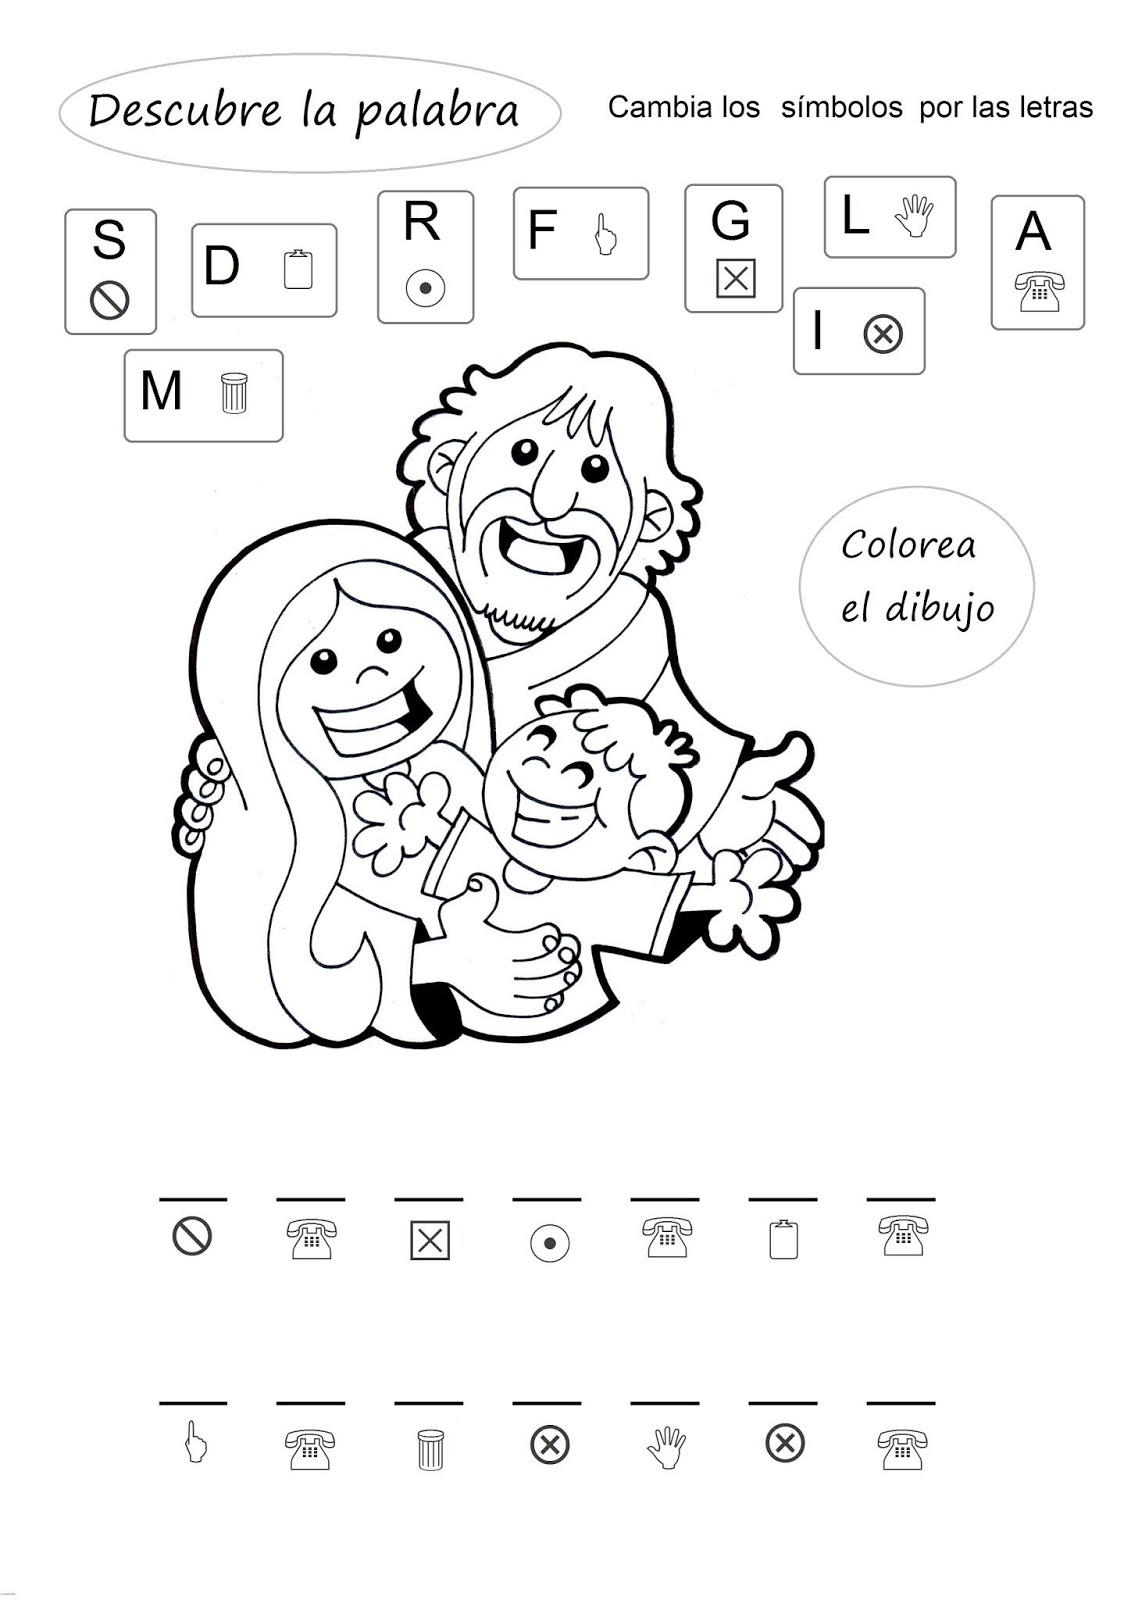 Descubre la palabra
Cambia los símbolos por las letras
S
D
R
F
G
L
A
I
M
Colorea
el dibujo